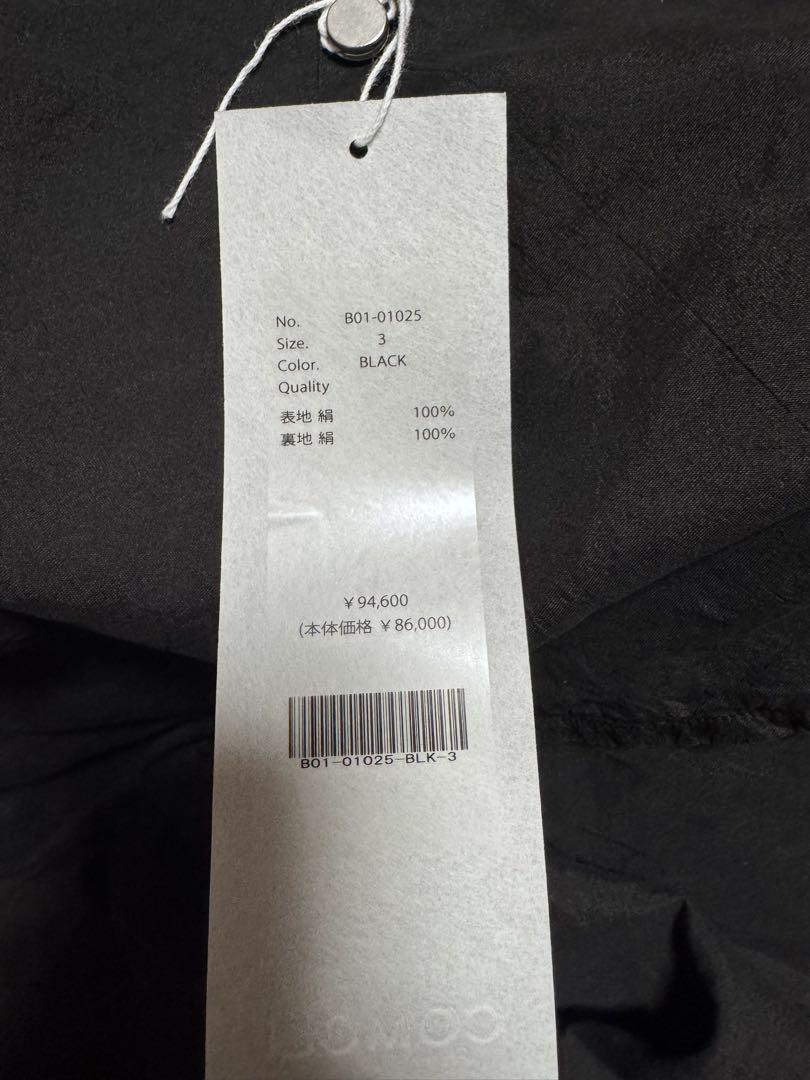 No. B01-01025
Size. 3
Color. BLACK
Quality
表地 絹 100%
裏地 絹 100%
￥94,600
(本体価格 ￥86,000)
B01-01025-BLK-3